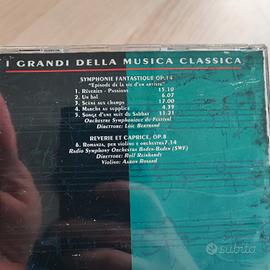 I GRANDI DELLA MUSICA CLASSICA
SYMPHONIE FANTASTIQUE OP.14
"Episode de la vie d'un artiste"
1. Rêveries - Passions 15.10
2. Un bal 6.07
3. Scène aux champs 17.00
4. Marche au supplice 4.39
5. Songe d'une nuit du Sabbat 11.21
Orchestre Symphonique du Festival
Direttore: Loic Bertrand
REVERIE ET CAPRICE, OP.8
6. Romanza, per violino e orchestra 7.14
Radio Symphony Orchestra Baden-Baden (SWF)
Direttore: Rolf Reinhardt
Violino: Aaron Rosand
subito